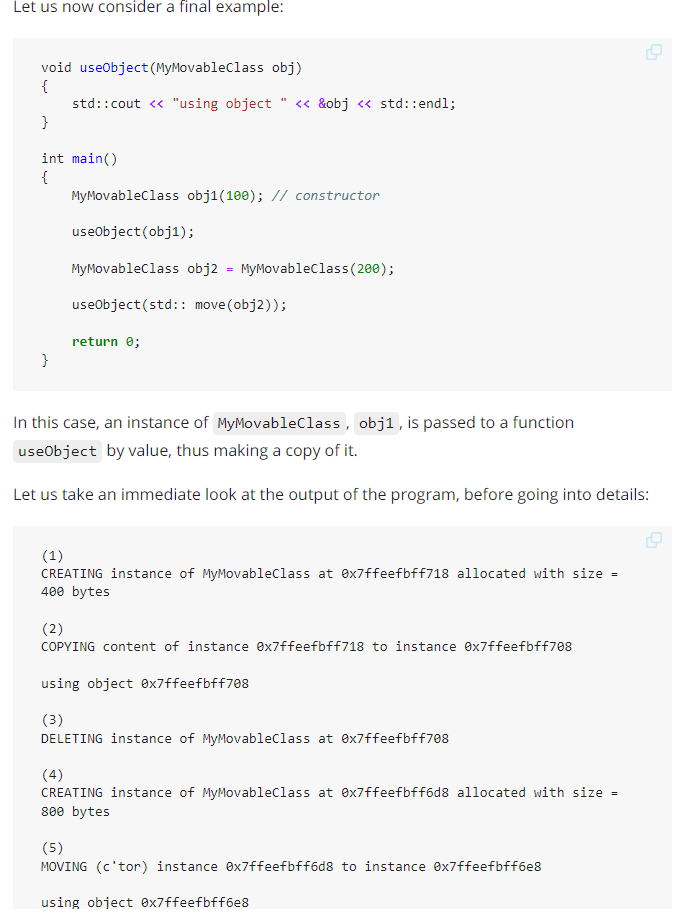 Let us now consider a final example:
void useObject(MyMovableClass obj)
{
    std::cout << "using object " << &obj << std::endl;
}
int main()
{
    MyMovableClass obj1(100); // constructor
    useObject(obj1);
    MyMovableClass obj2 = MyMovableClass(200);
    useObject(std:: move(obj2));
    return 0;
}
In this case, an instance of MyMovableClass , obj1 , is passed to a function
useObject by value, thus making a copy of it.
Let us take an immediate look at the output of the program, before going into details:
(1)
CREATING instance of MyMovableClass at 0x7ffeefbff718 allocated with size =
400 bytes
(2)
COPYING content of instance 0x7ffeefbff718 to instance 0x7ffeefbff708
using object 0x7ffeefbff708
(3)
DELETING instance of MyMovableClass at 0x7ffeefbff708
(4)
CREATING instance of MyMovableClass at 0x7ffeefbff6d8 allocated with size =
800 bytes
(5)
MOVING (c'tor) instance 0x7ffeefbff6d8 to instance 0x7ffeefbff6e8
using object 0x7ffeefbff6e8